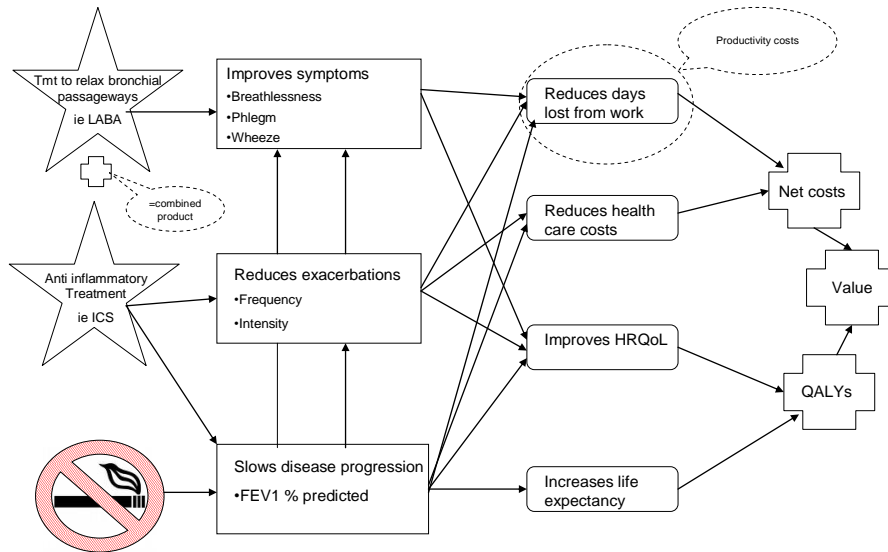 Tmt to relax bronchial
passageways
ie LABA
=combined
product
Anti inflammatory
Treatment
ie ICS
Improves symptoms
•Breathlessness
•Phlegm
•Wheeze
Reduces exacerbations
•Frequency
•Intensity
Slows disease progression
•FEV1 % predicted
Productivity costs
Reduces days
lost from work
Reduces health
care costs
Improves HRQoL
Increases life
expectancy
Net costs
Value
QALYs